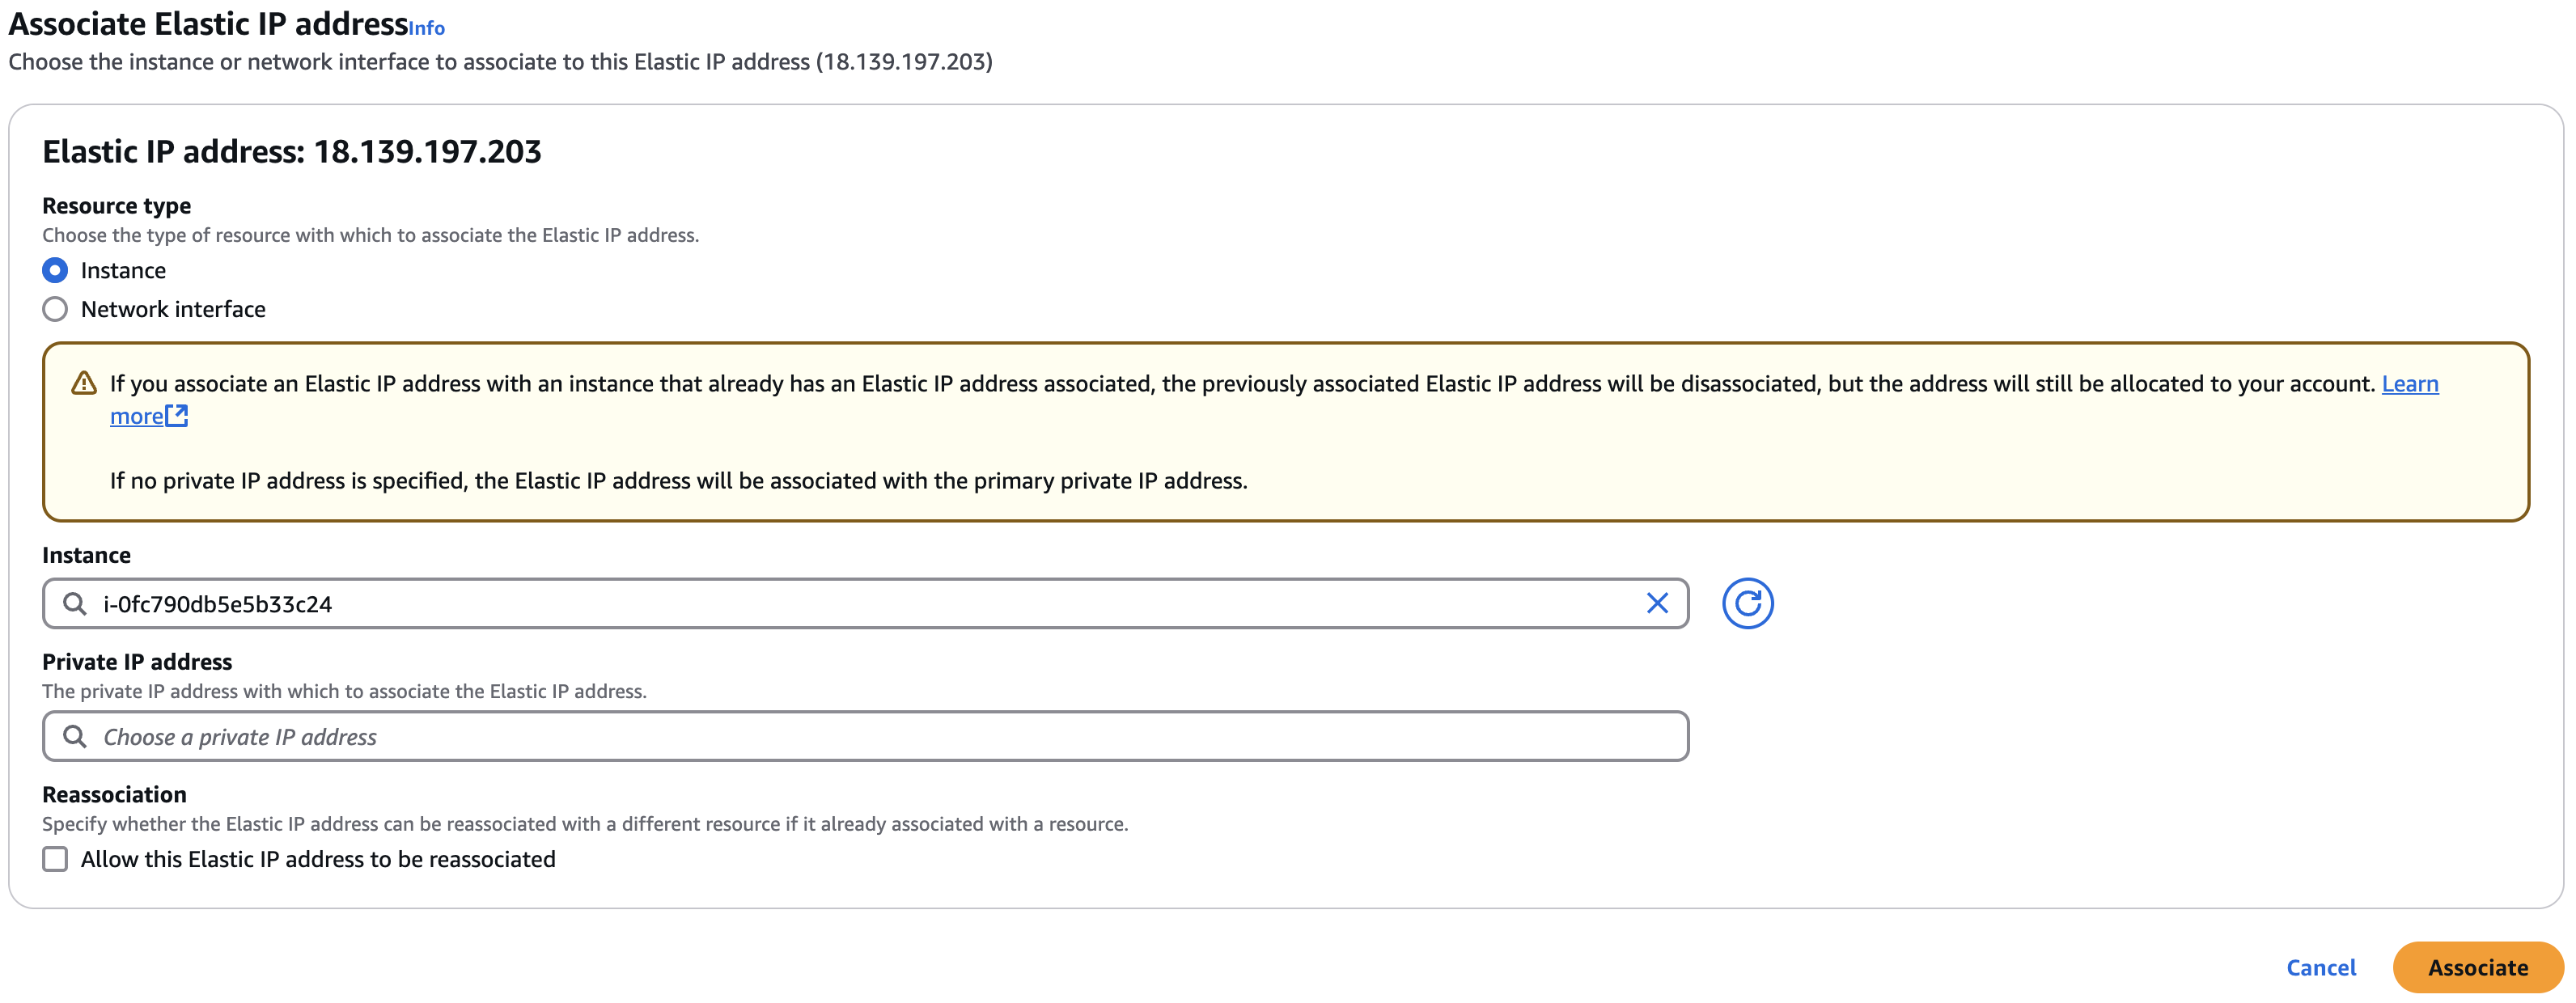 Associate Elastic IP address Info
Choose the instance or network interface to associate to this Elastic IP address (18.139.197.203)
Elastic IP address: 18.139.197.203
Resource type
Choose the type of resource with which to associate the Elastic IP address.
Instance
Network interface
If you associate an Elastic IP address with an instance that already has an Elastic IP address associated, the previously associated Elastic IP address will be disassociated, but the address will still be allocated to your account. Learn
more
If no private IP address is specified, the Elastic IP address will be associated with the primary private IP address.
Instance
i-0fc790db5e5b33c24
Private IP address
The private IP address with which to associate the Elastic IP address.
Choose a private IP address
Reassociation
Specify whether the Elastic IP address can be reassociated with a different resource if it already associated with a resource.
Allow this Elastic IP address to be reassociated
Cancel
Associate